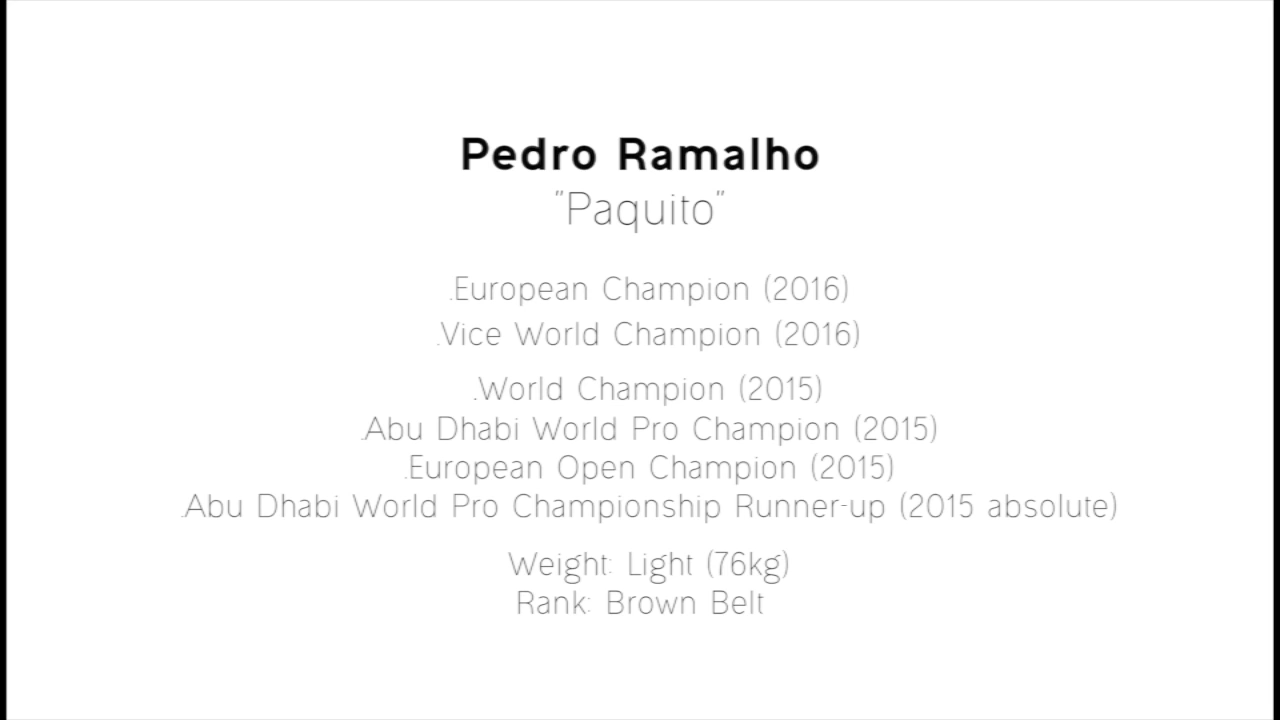 Pedro Ramalho
"Paquito"
.European Champion (2016)
.Vice World Champion (2016)
.World Champion (2015)
.Abu Dhabi World Pro Champion (2015)
.European Open Champion (2015)
.Abu Dhabi World Pro Championship Runner-up (2015 absolute)
Weight: Light (76kg)
Rank: Brown Belt